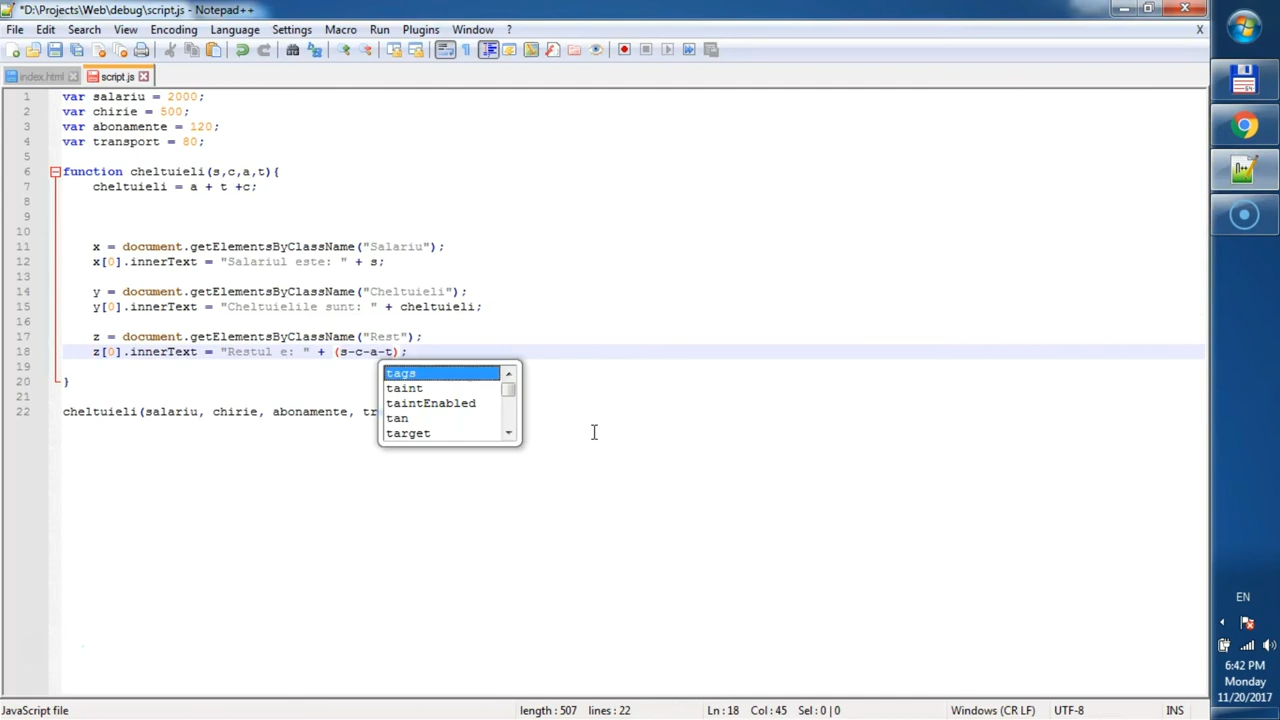 *D:\Projects\Web\debug\script.js - Notepad++
File Edit Search View Encoding Language Settings Macro Run Plugins Window ? X
index.html script.js
1 var salariu = 2000;
2 var chirie = 500;
3 var abonamente = 120;
4 var transport = 80;
5
6 function cheltuieli(s,c,a,t){
7 cheltuieli = a + t +c;
8
9
10
11 x = document.getElementsByClassName("Salariu");
12 x[0].innerText = "Salariul este: " + s;
13
14 y = document.getElementsByClassName("Cheltuieli");
15 y[0].innerText = "Cheltuielile sunt: " + cheltuieli;
16
17 z = document.getElementsByClassName("Rest");
18 z[0].innerText = "Restul e: " + (s-c-a-t);
19
20 }
21
22 cheltuieli(salariu, chirie, abonamente, tr
tags
taint
taintEnabled
tan
target
EN
6:42 PM
Monday
11/20/2017
JavaScript file length : 507 lines : 22 Ln : 18 Col : 45 Sel : 0 | 0 Windows (CR LF) UTF-8 INS